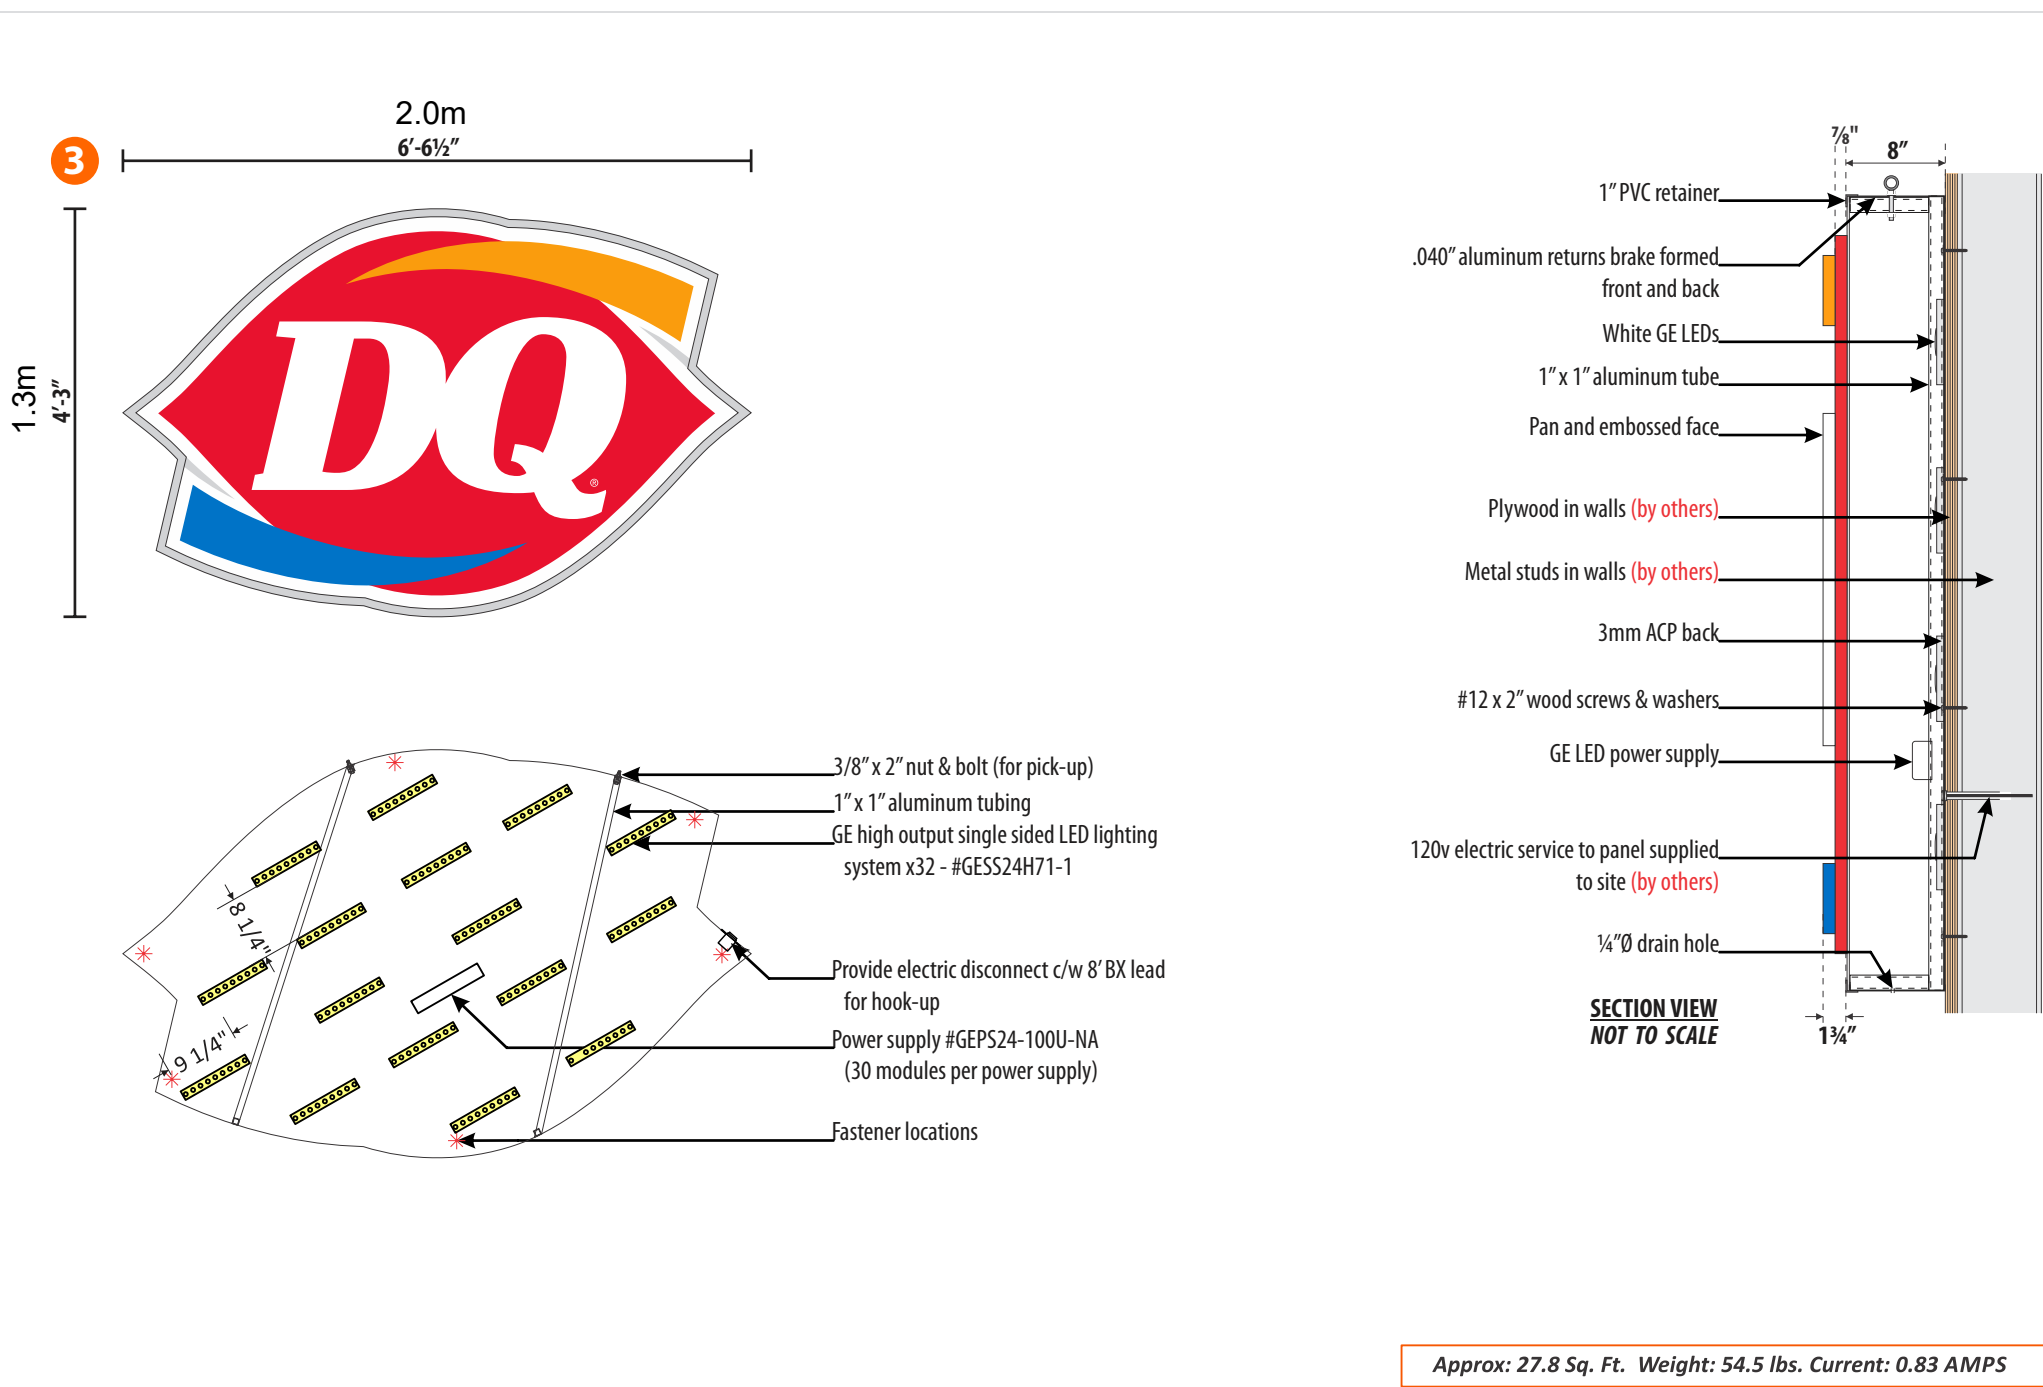 2.0m
6'-6½"
3
1.3m
4'-3"
DQ
®
3/8" x 2" nut & bolt (for pick-up)
1" x 1" aluminum tubing
GE high output single sided LED lighting
system x32 - #GESS24H71-1
8 1/4"
9 1/4"
Provide electric disconnect c/w 8' BX lead
for hook-up
Power supply #GEPS24-100U-NA
(30 modules per power supply)
Fastener locations
⅞"
8"
1" PVC retainer
.040" aluminum returns brake formed
front and back
White GE LEDs
1" x 1" aluminum tube
Pan and embossed face
Plywood in walls (by others)
Metal studs in walls (by others)
3mm ACP back
#12 x 2" wood screws & washers
GE LED power supply
120v electric service to panel supplied
to site (by others)
¼"Ø drain hole
SECTION VIEW
NOT TO SCALE
1¾"
Approx: 27.8 Sq. Ft. Weight: 54.5 lbs. Current: 0.83 AMPS